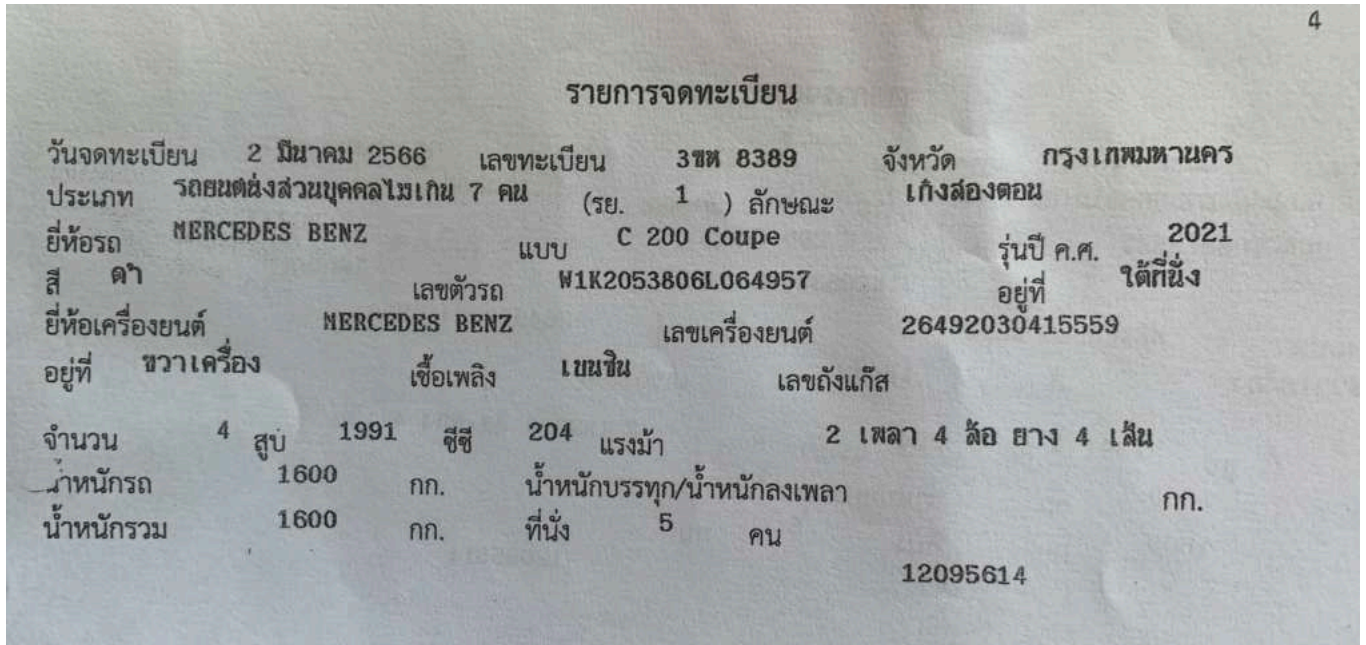 4
รายการจดทะเบียน
วันจดทะเบียน 2 มีนาคม 2566 เลขทะเบียน 3ขห 8389 จังหวัด กรุงเทพมหานคร
ประเภท รถยนต์นั่งส่วนบุคคลไม่เกิน 7 คน (รย. 1 ) ลักษณะ เก๋งสองตอน
ยี่ห้อรถ MERCEDES BENZ แบบ C 200 Coupe รุ่นปี ค.ศ. 2021
สี ดำ เลขตัวรถ W1K2053806L064957 อยู่ที่ ใต้ที่นั่ง
ยี่ห้อเครื่องยนต์ MERCEDES BENZ เลขเครื่องยนต์ 26492030415559
อยู่ที่ ขวาเครื่อง เชื้อเพลิง เบนซิน เลขถังแก๊ส
จำนวน 4 สูบ 1991 ซีซี 204 แรงม้า 2 เพลา 4 ล้อ ยาง 4 เส้น
น้ำหนักรถ 1600 กก. น้ำหนักบรรทุก/น้ำหนักลงเพลา กก.
น้ำหนักรวม 1600 กก. ที่นั่ง 5 คน
12095614